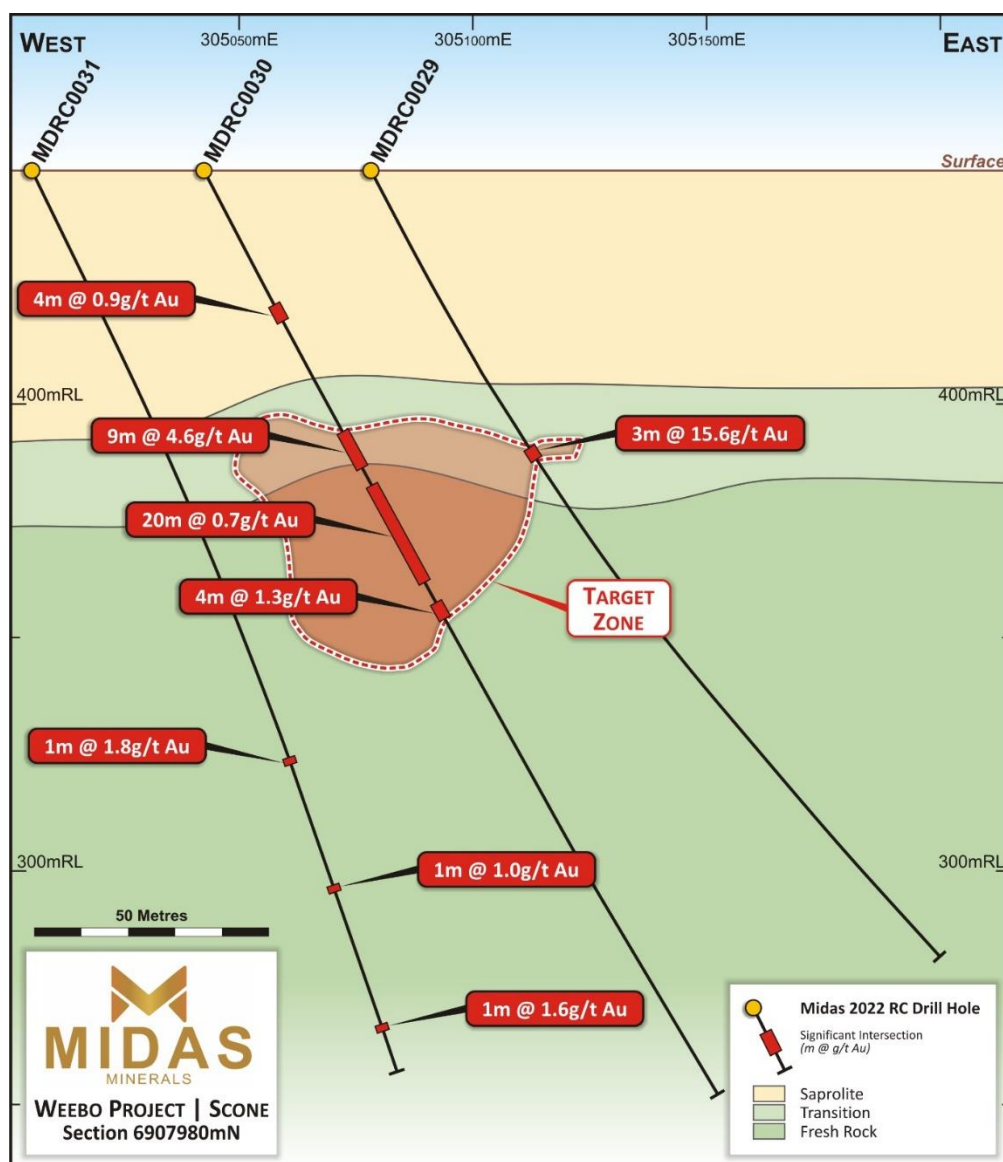 WEST
305050mE
305100mE
305150mE
EAST
MDRC0031
MDRC0030
MDRC0029
Surface
4m @ 0.9g/t Au
400mRL
400mRL
9m @ 4.6g/t Au
3m @ 15.6g/t Au
20m @ 0.7g/t Au
4m @ 1.3g/t Au
TARGET
ZONE
1m @ 1.8g/t Au
300mRL
1m @ 1.0g/t Au
300mRL
50 Metres
MIDAS
MINERALS
WEEBO PROJECT | SCONE
Section 6907980mN
1m @ 1.6g/t Au
Midas 2022 RC Drill Hole
Significant Intersection
(m @ g/t Au)
Saprolite
Transition
Fresh Rock